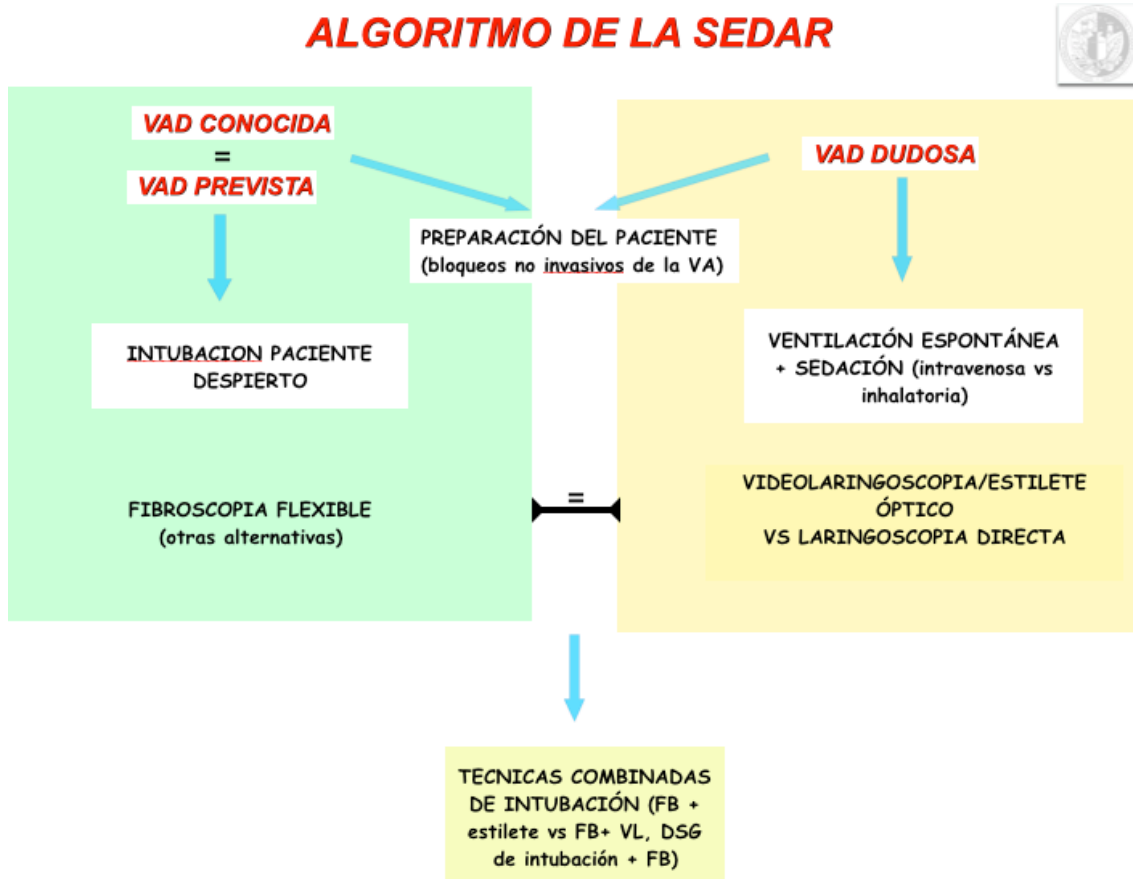 ALGORITMO DE LA SEDAR
VAD CONOCIDA
=
VAD PREVISTA
VAD DUDOSA
PREPARACIÓN DEL PACIENTE
(bloqueos no invasivos de la VA)
INTUBACION PACIENTE
DESPIERTO
VENTILACIÓN ESPONTÁNEA
+ SEDACIÓN (intravenosa vs
inhalatoria)
FIBROSCOPIA FLEXIBLE
(otras alternativas)
=
VIDEOLARINGOSCOPIA/ESTILETE
ÓPTICO
VS LARINGOSCOPIA DIRECTA
TECNICAS COMBINADAS
DE INTUBACIÓN (FB +
estilete vs FB+ VL, DSG
de intubación + FB)